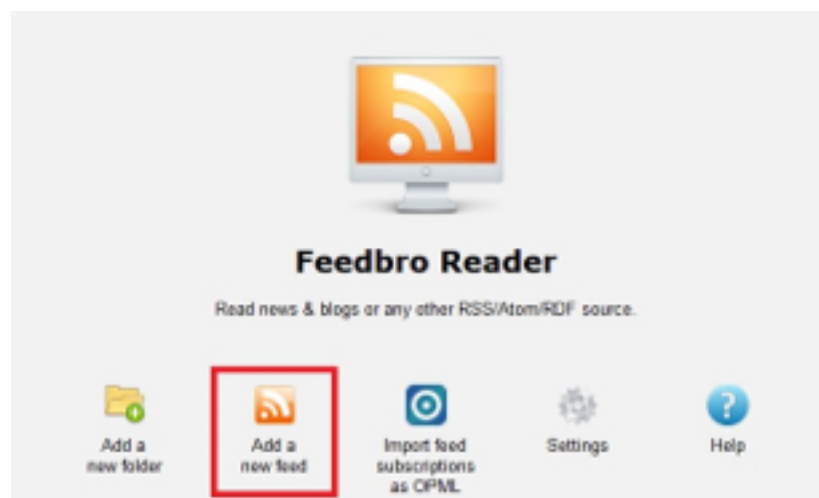 Feedbro Reader
Read news & blogs or any other RSS/Atom/RDF source.
Add a
new folder
Add a
new feed
Import feed
subscriptions
as OPML
Settings
Help